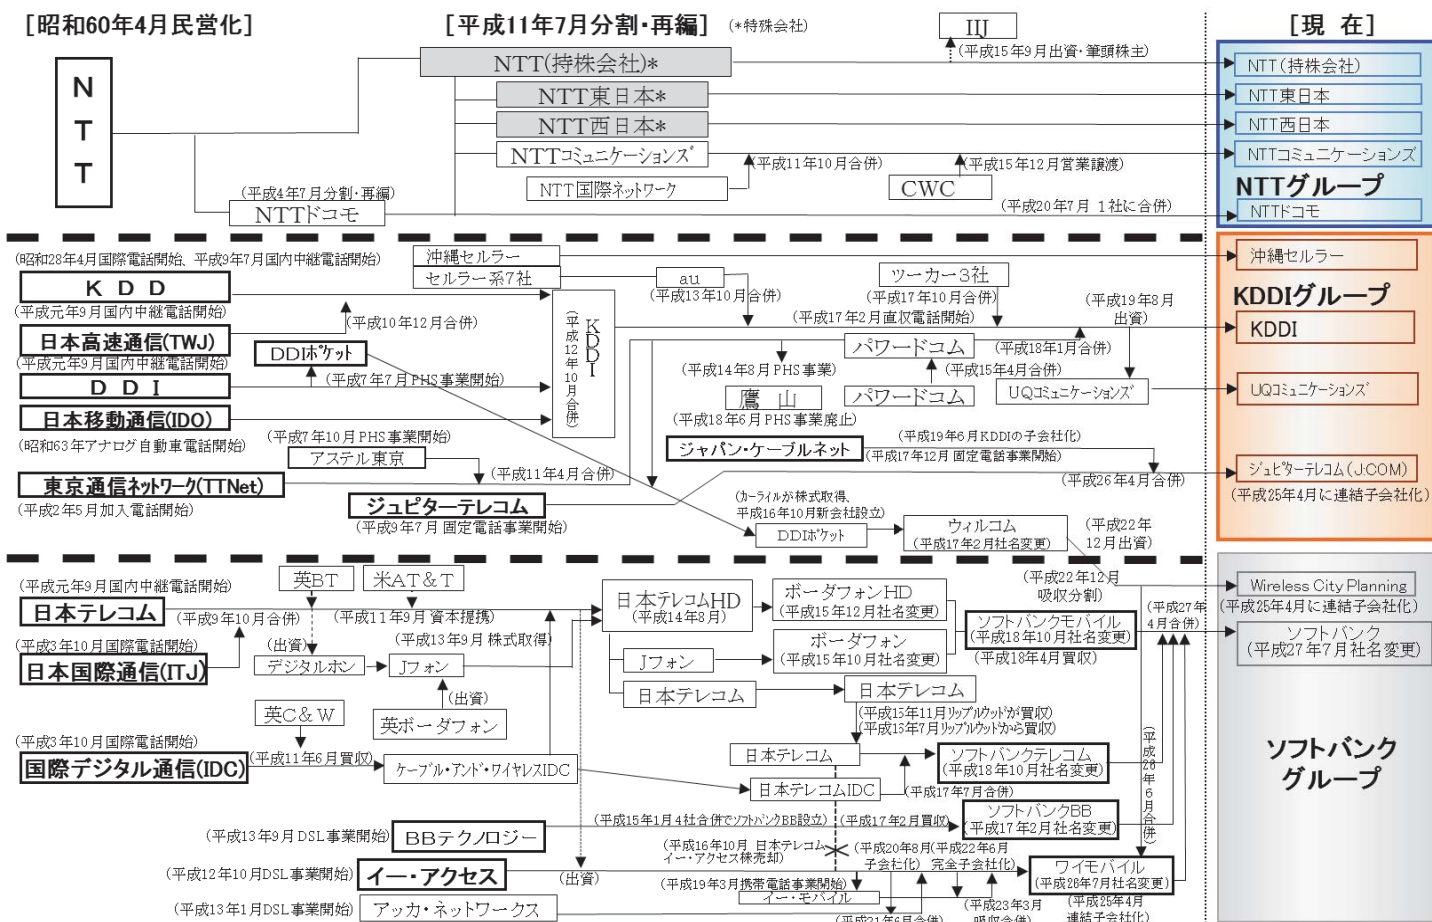 [昭和60年4月民営化]
[平成11年7月分割・再編]
(*特殊会社)
[現 在]
IIJ
(平成15年9月出資・筆頭株主)
NTT
NTT(持株会社)*
NTT(持株会社)
NTT東日本*
NTT東日本
NTT西日本*
NTT西日本
NTTコミュニケーションズ
(平成11年10月合併)
(平成15年12月営業譲渡)
NTTコミュニケーションズ
NTT国際ネットワーク
CWC
NTTグループ
(平成4年7月分割・再編)
NTTドコモ
(平成20年7月 1社に合併)
NTTドコモ
(昭和28年4月国際電話開始、平成9年7月国内中継電話開始)
沖縄セルラー
沖縄セルラー
セルラー系7社
au
ツーカー3社
KDD
(平成13年10月合併)
(平成17年10月合併)
(平成19年8月
出資)
KDDIグループ
(平成元年9月国内中継電話開始)
(平成10年12月合併)
(平成17年2月直収電話開始)
KDDI
(平成12年10月合併)
KDDI
日本高速通信(TWJ)
DDIポケット
パワードコム
(平成18年1月合併)
(平成元年9月国内中継電話開始)
(平成7年7月PHS事業開始)
(平成14年8月PHS事業)
(平成15年4月合併)
DDI
鷹 山
パワードコム
UQコミュニケーションズ
UQコミュニケーションズ
日本移動通信(IDO)
(平成18年6月PHS事業廃止)
(昭和63年アナログ自動車電話開始)
(平成7年10月PHS事業開始)
ジャパン・ケーブルネット
(平成19年6月KDDIの子会社化)
(平成17年12月 固定電話事業開始)
アステル東京
(平成11年4月合併)
(平成26年4月合併)
ジュピターテレコム(J:COM)
(平成25年4月に連結子会社化)
東京通信ネットワーク(TTNet)
(平成2年5月加入電話開始)
ジュピターテレコム
(平成9年7月 固定電話事業開始)
(カーライルが株式取得、
平成16年10月新会社設立)
DDIポケット
ウィルコム
(平成17年2月社名変更)
(平成22年
12月出資)
(平成元年9月国内中継電話開始)
英BT
米AT&T
(平成22年12月
吸収分割)
Wireless City Planning
(平成25年4月に連結子会社化)
日本テレコム
(平成9年10月合併)
(平成11年9月 資本提携)
日本テレコムHD
(平成14年8月)
ボーダフォンHD
(平成15年12月社名変更)
ソフトバンクモバイル
(平成18年10月社名変更)
(平成18年4月買収)
(平成27年
4月合併)
ソフトバンク
(平成27年7月社名変更)
(平成3年10月国際電話開始)
(出資)
(平成13年9月 株式取得)
日本国際通信(ITJ)
デジタルホン
Jフォン
Jフォン
ボーダフォン
(平成15年10月社名変更)
(出資)
日本テレコム
日本テレコム
英C&W
英ボーダフォン
(平成15年11月リップルウッドが買収)
(平成15年7月リップルウッドから買収)
(平成3年10月国際電話開始)
(平成11年6月買収)
国際デジタル通信(IDC)
ケーブル・アンド・ワイヤレスIDC
日本テレコム
ソフトバンクテレコム
(平成18年10月社名変更)
(平成26年6月合併)
ソフトバンク
グループ
日本テレコムIDC
(平成17年7月合併)
(平成13年9月DSL事業開始)
BBテクノロジー
(平成15年1月4社合併でソフトバンクBB設立)
(平成17年2月買収)
ソフトバンクBB
(平成17年2月社名変更)
(平成16年10月 日本テレコム
イー・アクセス株売却)
(平成20年8月
子会社化)
(平成22年6月
完全子会社化)
(平成12年10月DSL事業開始)
イー・アクセス
(出資)
ワイモバイル
(平成26年7月社名変更)
(平成19年3月携帯電話事業開始)
イー・モバイル
(平成25年4月
連結子会社化)
(平成13年1月DSL事業開始)
アッカ・ネットワークス
(平成21年6月合併)
(平成23年3月
吸収合併)